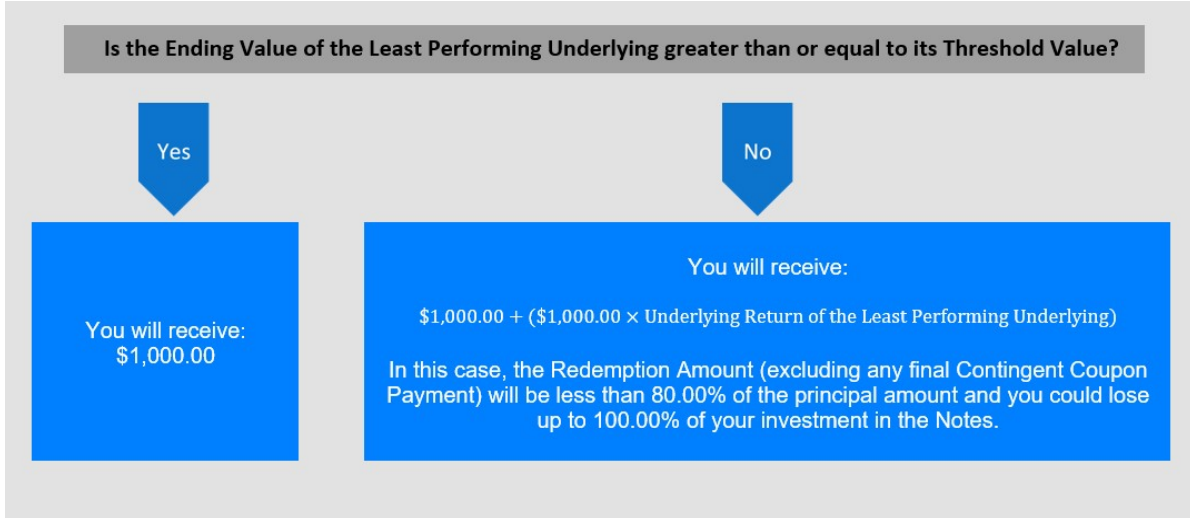 Is the Ending Value of the Least Performing Underlying greater than or equal to its Threshold Value?
Yes
No
You will receive:
$1,000.00
You will receive:
$1,000.00 + ($1,000.00 × Underlying Return of the Least Performing Underlying)
In this case, the Redemption Amount (excluding any final Contingent Coupon
Payment) will be less than 80.00% of the principal amount and you could lose
up to 100.00% of your investment in the Notes.